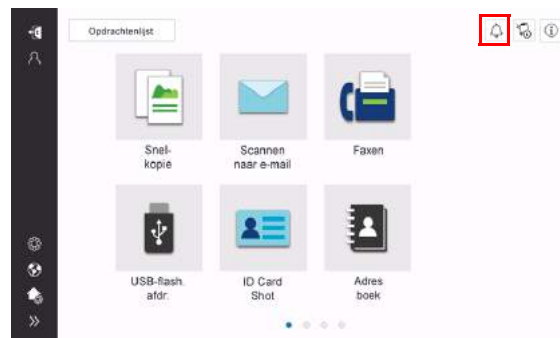 Opdrachtenlijst
Snel-
kopie
Scannen
naar e-mail
Faxen
USB-flash
afdr.
ID Card
Shot
Adres
boek